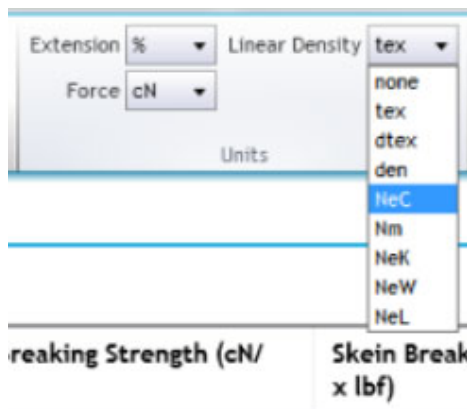 Extension % Linear Density tex
Force cN
none
tex
dtex
den
NeC
Nm
NeK
NeW
NeL
Units
reaking Strength (cN/
Skein Break
x lbf)